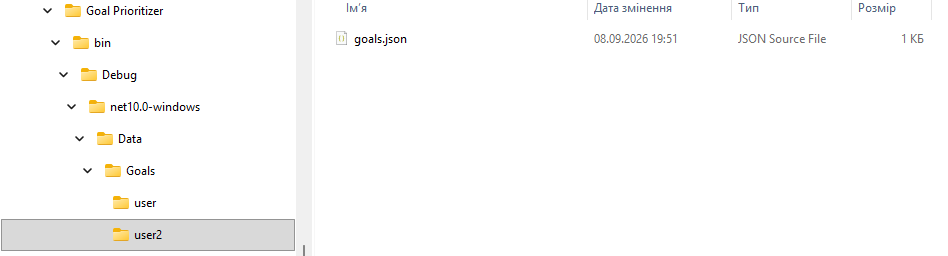 Goal Prioritizer
bin
Debug
net10.0-windows
Data
Goals
user
user2
Ім'я Дата змінення Тип Розмір
goals.json 08.09.2026 19:51 JSON Source File 1 КБ